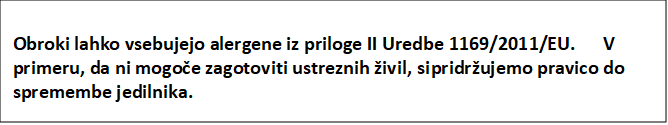 Obroki lahko vsebujejo alergene iz priloge II Uredbe 1169/2011/EU. V
primeru, da ni mogoče zagotoviti ustreznih živil, sipridržujemo pravico do
spremembe jedilnika.